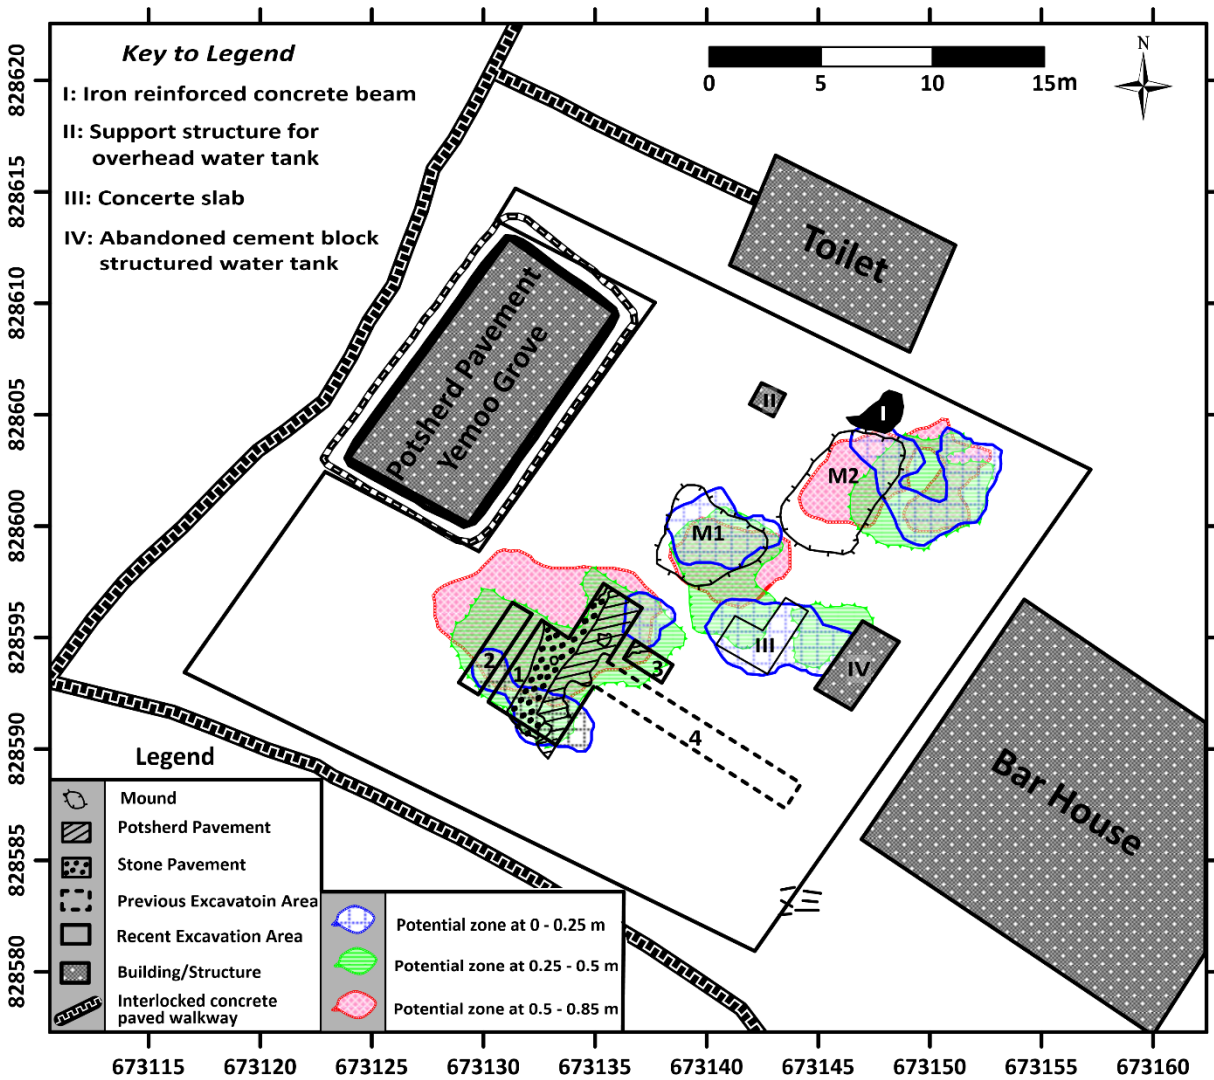 Key to Legend
I: Iron reinforced concrete beam
II: Support structure for
overhead water tank
III: Concerte slab
IV: Abandoned cement block
structured water tank
0 5 10 15m
N
Toilet
Potsherd Pavement
Yemoo Grove
II
I
M2
M1
III
IV
2
1
3
4
Bar House
Legend
Mound
Potsherd Pavement
Stone Pavement
Previous Excavatoin Area
Recent Excavation Area
Building/Structure
Interlocked concrete
paved walkway
Potential zone at 0 - 0.25 m
Potential zone at 0.25 - 0.5 m
Potential zone at 0.5 - 0.85 m
828620
828615
828610
828605
828600
828595
828590
828585
828580
673115 673120 673125 673130 673135 673140 673145 673150 673155 673160